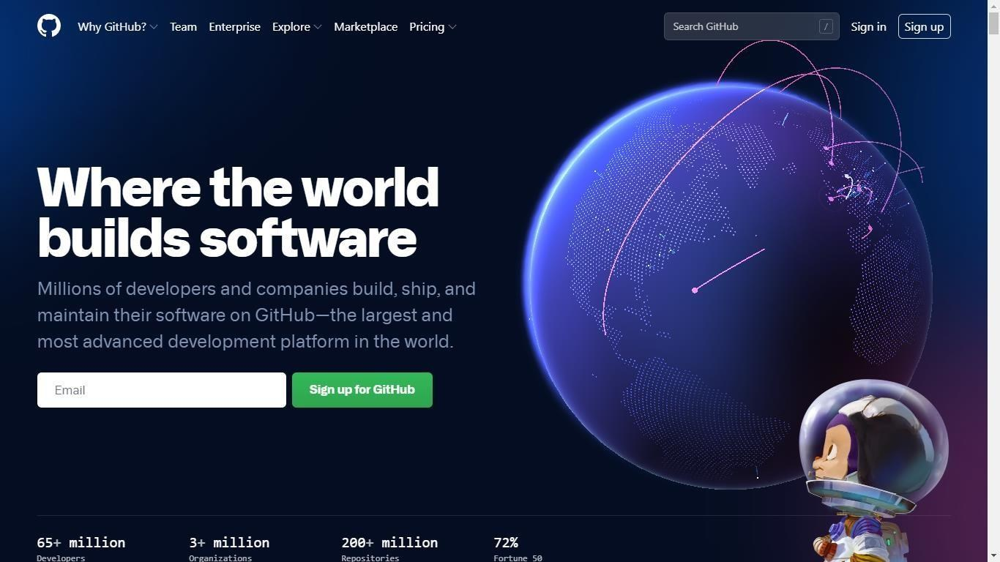 Why GitHub?
Team
Enterprise
Explore
Marketplace
Pricing
Search GitHub
/
Sign in
Sign up
Where the world
builds software
Millions of developers and companies build, ship, and
maintain their software on GitHub—the largest and
most advanced development platform in the world.
Email
Sign up for GitHub
65+ million
3+ million
200+ million
72%
Developers
Organizations
Repositories
Fortune 50